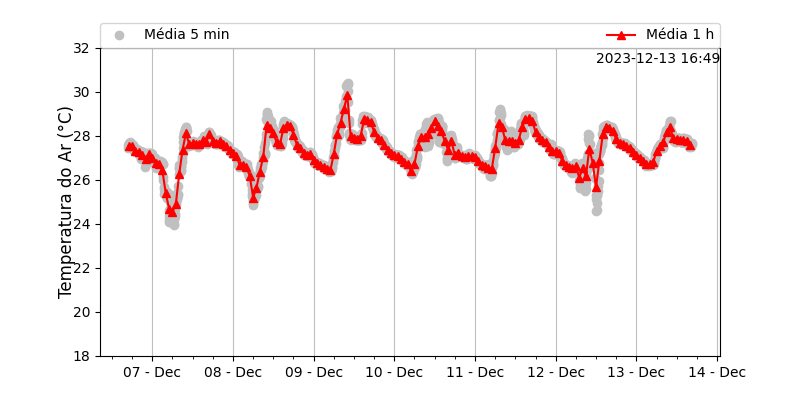 Média 5 min
Média 1 h
2023-12-13 16:49
Temperatura do Ar (°C)
32
30
28
26
24
22
20
18
07 - Dec
08 - Dec
09 - Dec
10 - Dec
11 - Dec
12 - Dec
13 - Dec
14 - Dec